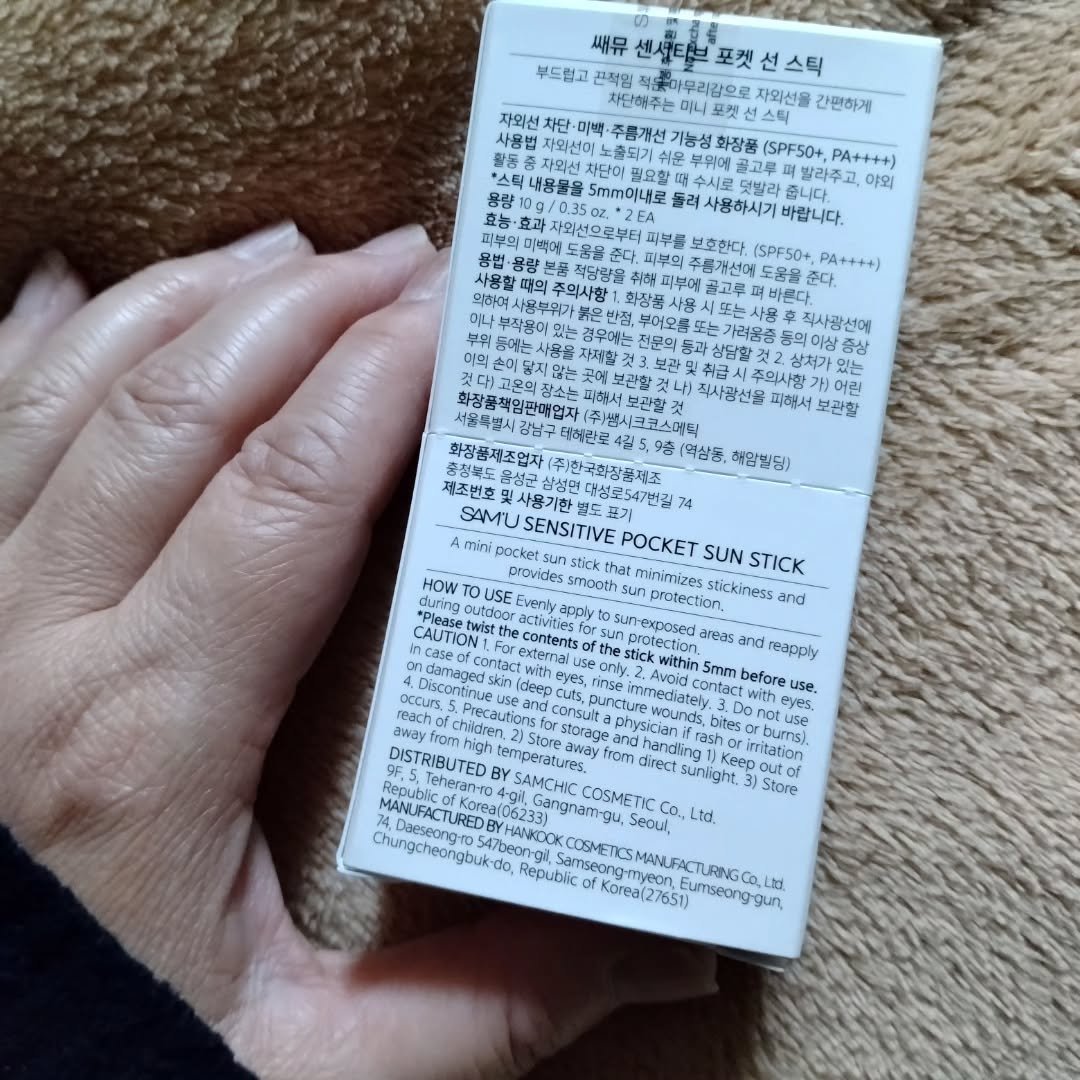 쌔뮤 센시티브 포켓 선 스틱
부드럽고 끈적임 적은 마무리감으로 자외선을 간편하게
차단해주는 미니 포켓 선 스틱
자외선 차단·미백·주름개선 기능성 화장품 (SPF50+, PA++++)
사용법 자외선이 노출되기 쉬운 부위에 골고루 펴 발라주고, 야외
활동 중 자외선 차단이 필요할 때 수시로 덧발라 줍니다.
*스틱 내용물을 5mm이내로 돌려 사용하시기 바랍니다.
용량 10 g / 0.35 oz. * 2 EA
효능·효과 자외선으로부터 피부를 보호한다. (SPF50+, PA++++)
피부의 미백에 도움을 준다. 피부의 주름개선에 도움을 준다.
용법·용량 본품 적당량을 취해 피부에 골고루 펴 바른다.
사용할 때의 주의사항 1. 화장품 사용 시 또는 사용 후 직사광선에
의하여 사용부위가 붉은 반점, 부어오름 또는 가려움증 등의 이상 증상
이나 부작용이 있는 경우에는 전문의 등과 상담할 것 2. 상처가 있는
부위 등에는 사용을 자제할 것 3. 보관 및 취급 시 주의사항 가) 어린
이의 손이 닿지 않는 곳에 보관할 것 나) 직사광선을 피해서 보관할
것 다) 고온의 장소는 피해서 보관할 것
화장품책임판매업자 (주)쌤시크코스메틱
서울특별시 강남구 테헤란로 4길 5, 9층 (역삼동, 해암빌딩)
화장품제조업자 (주)한국화장품제조
충청북도 음성군 삼성면 대성로547번길 74
제조번호 및 사용기한 별도 표기
SAM'U SENSITIVE POCKET SUN STICK
A mini pocket sun stick that minimizes stickiness and
provides smooth sun protection.
HOW TO USE Evenly apply to sun-exposed areas and reapply
during outdoor activities for sun protection.
*Please twist the contents of the stick within 5mm before use.
CAUTION 1. For external use only. 2. Avoid contact with eyes.
In case of contact with eyes, rinse immediately. 3. Do not use
on damaged skin (deep cuts, puncture wounds, bites or burns).
4. Discontinue use and consult a physician if rash or irritation
occurs. 5. Precautions for storage and handling 1) Keep out of
reach of children. 2) Store away from direct sunlight. 3) Store
away from high temperatures.
DISTRIBUTED BY SAMCHIC COSMETIC Co., Ltd.
9F, 5, Teheran-ro 4-gil, Gangnam-gu, Seoul,
Republic of Korea(06233)
MANUFACTURED BY HANKOOK COSMETICS MANUFACTURING Co., Ltd.
74, Daeseong-ro 547beon-gil, Samseong-myeon, Eumseong-gun,
Chungcheongbuk-do, Republic of Korea(27651)